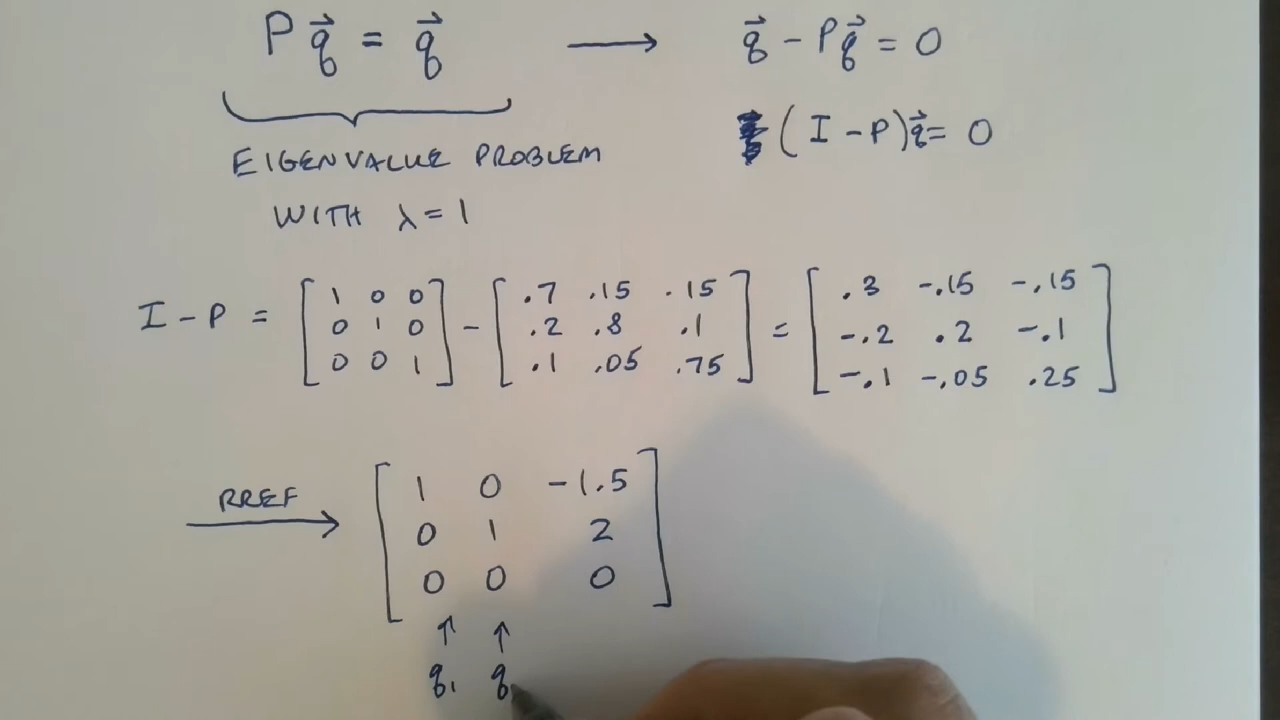 P q⃗ = q⃗ ⟶ q⃗ - Pq⃗ = 0
(I - P)q⃗ = 0
EIGENVALUE PROBLEM
WITH λ = 1
I - P = [1 0 0; 0 1 0; 0 0 1] - [.7 .15 .15; .2 .8 .1; .1 .05 .75] = [.3 -.15 -.15; -.2 .2 -.1; -.1 -.05 .25]
RREF ⟶ [1 0 -1.5; 0 1 2; 0 0 0]
↑ ↑
q₁ q